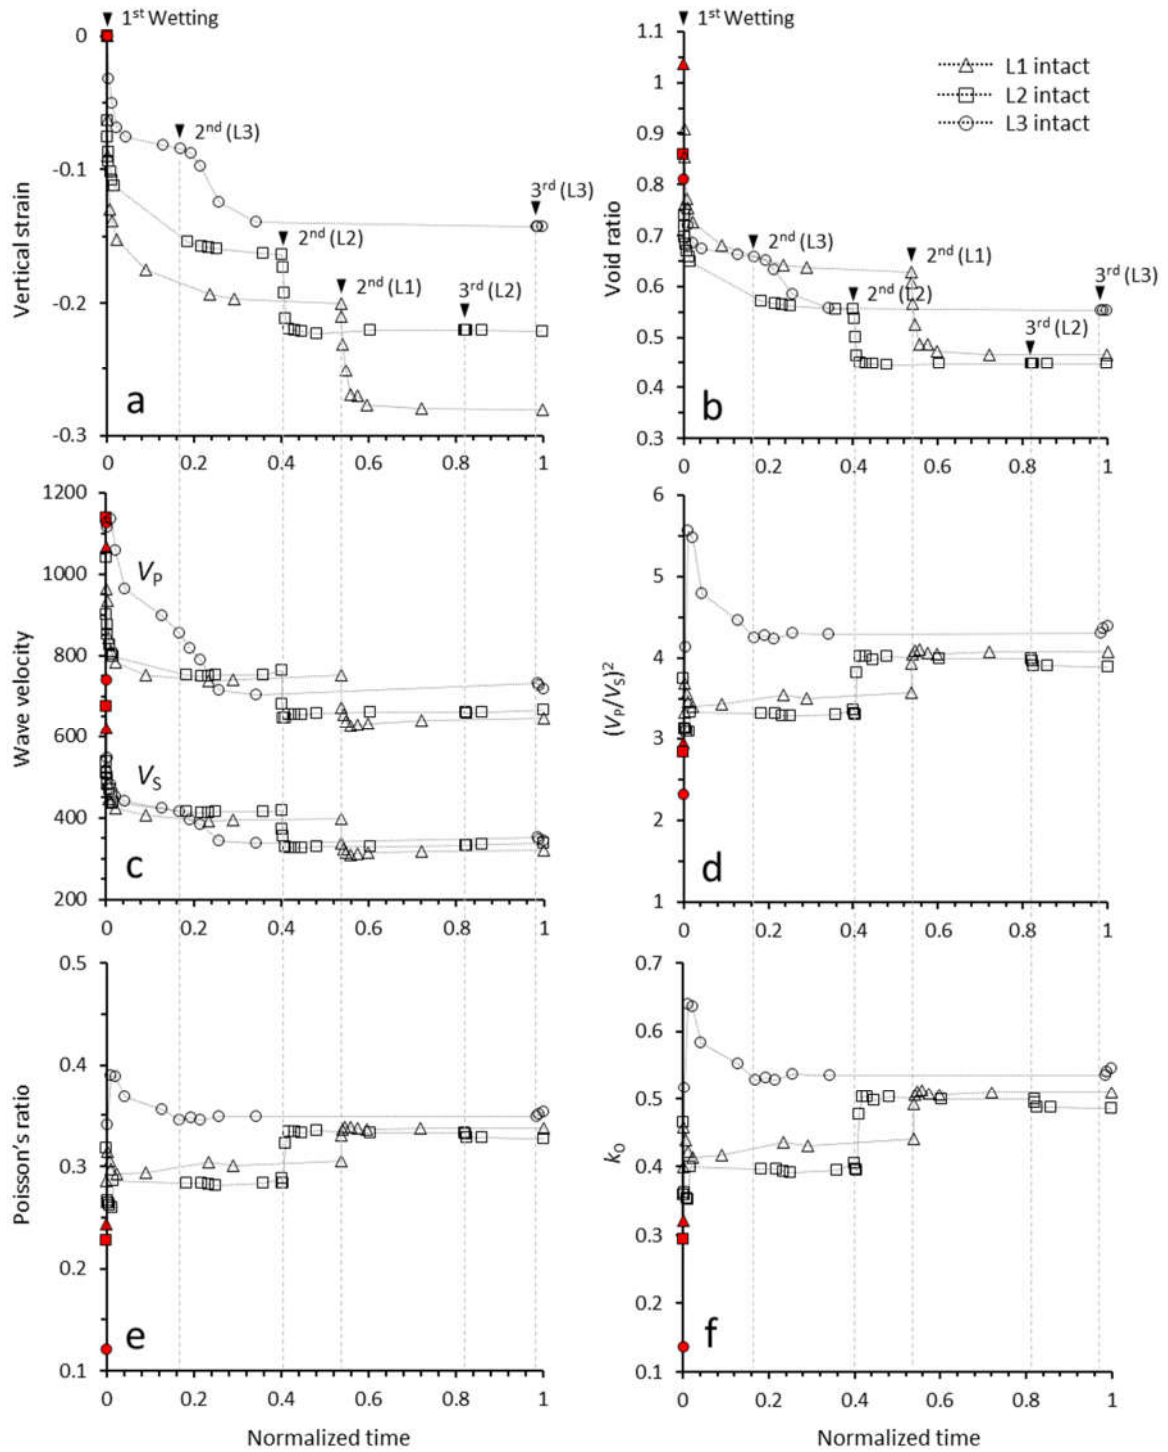 1st Wetting
0
-0.1
-0.2
-0.3
Vertical strain
2nd (L3)
2nd (L2)
2nd (L1)
3rd (L2)
3rd (L3)
a
0 0.2 0.4 0.6 0.8 1
1st Wetting
1.1
1
0.9
0.8
0.7
0.6
0.5
0.4
0.3
Void ratio
L1 intact
L2 intact
L3 intact
2nd (L3)
2nd (L1)
2nd (L2)
3rd (L3)
3rd (L2)
b
0 0.2 0.4 0.6 0.8 1
1200
1000
800
600
400
200
Wave velocity
VP
VS
c
0 0.2 0.4 0.6 0.8 1
6
5
4
3
2
1
(VP/VS)2
d
0 0.2 0.4 0.6 0.8 1
0.5
0.4
0.3
0.2
0.1
Poisson's ratio
e
0 0.2 0.4 0.6 0.8 1
Normalized time
0.7
0.6
0.5
0.4
0.3
0.2
0.1
k0
f
0 0.2 0.4 0.6 0.8 1
Normalized time